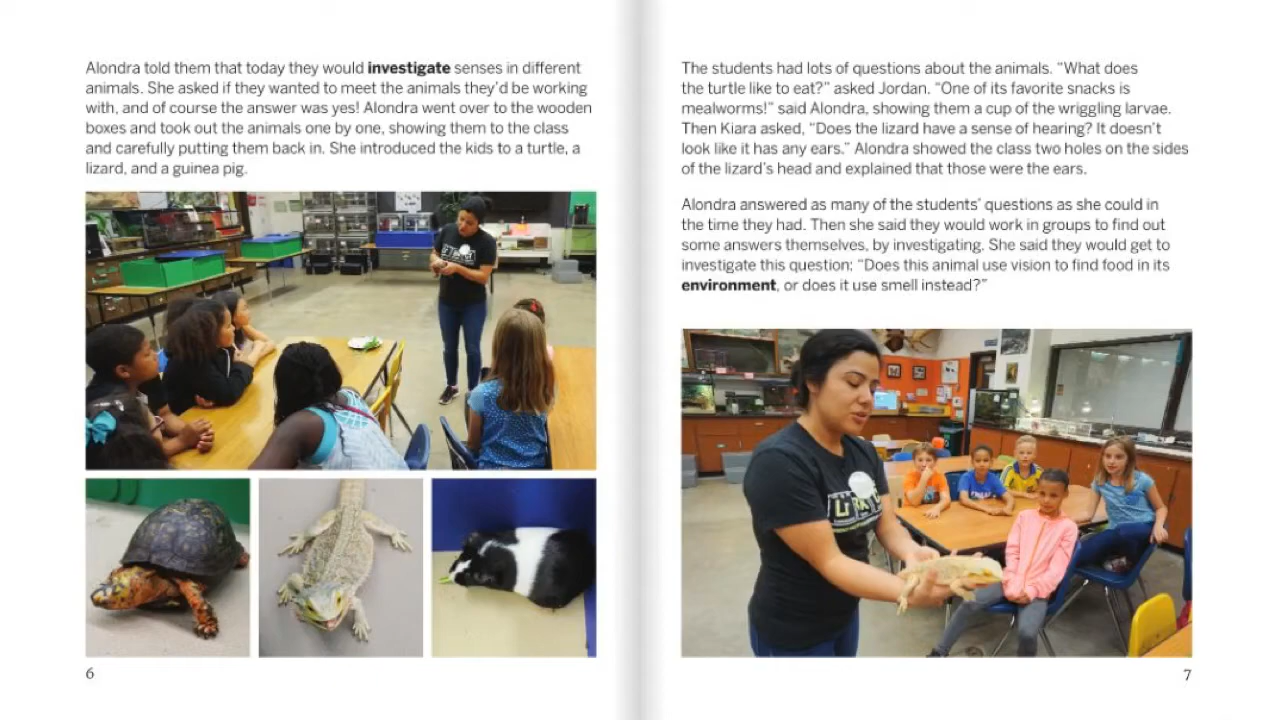 Alondra told them that today they would investigate senses in different
animals. She asked if they wanted to meet the animals they'd be working
with, and of course the answer was yes! Alondra went over to the wooden
boxes and took out the animals one by one, showing them to the class
and carefully putting them back in. She introduced the kids to a turtle, a
lizard, and a guinea pig.
6
The students had lots of questions about the animals. “What does
the turtle like to eat?” asked Jordan. “One of its favorite snacks is
mealworms!” said Alondra, showing them a cup of the wriggling larvae.
Then Kiara asked, “Does the lizard have a sense of hearing? It doesn't
look like it has any ears.” Alondra showed the class two holes on the sides
of the lizard's head and explained that those were the ears.
Alondra answered as many of the students' questions as she could in
the time they had. Then she said they would work in groups to find out
some answers themselves, by investigating. She said they would get to
investigate this question: “Does this animal use vision to find food in its
environment, or does it use smell instead?”
7